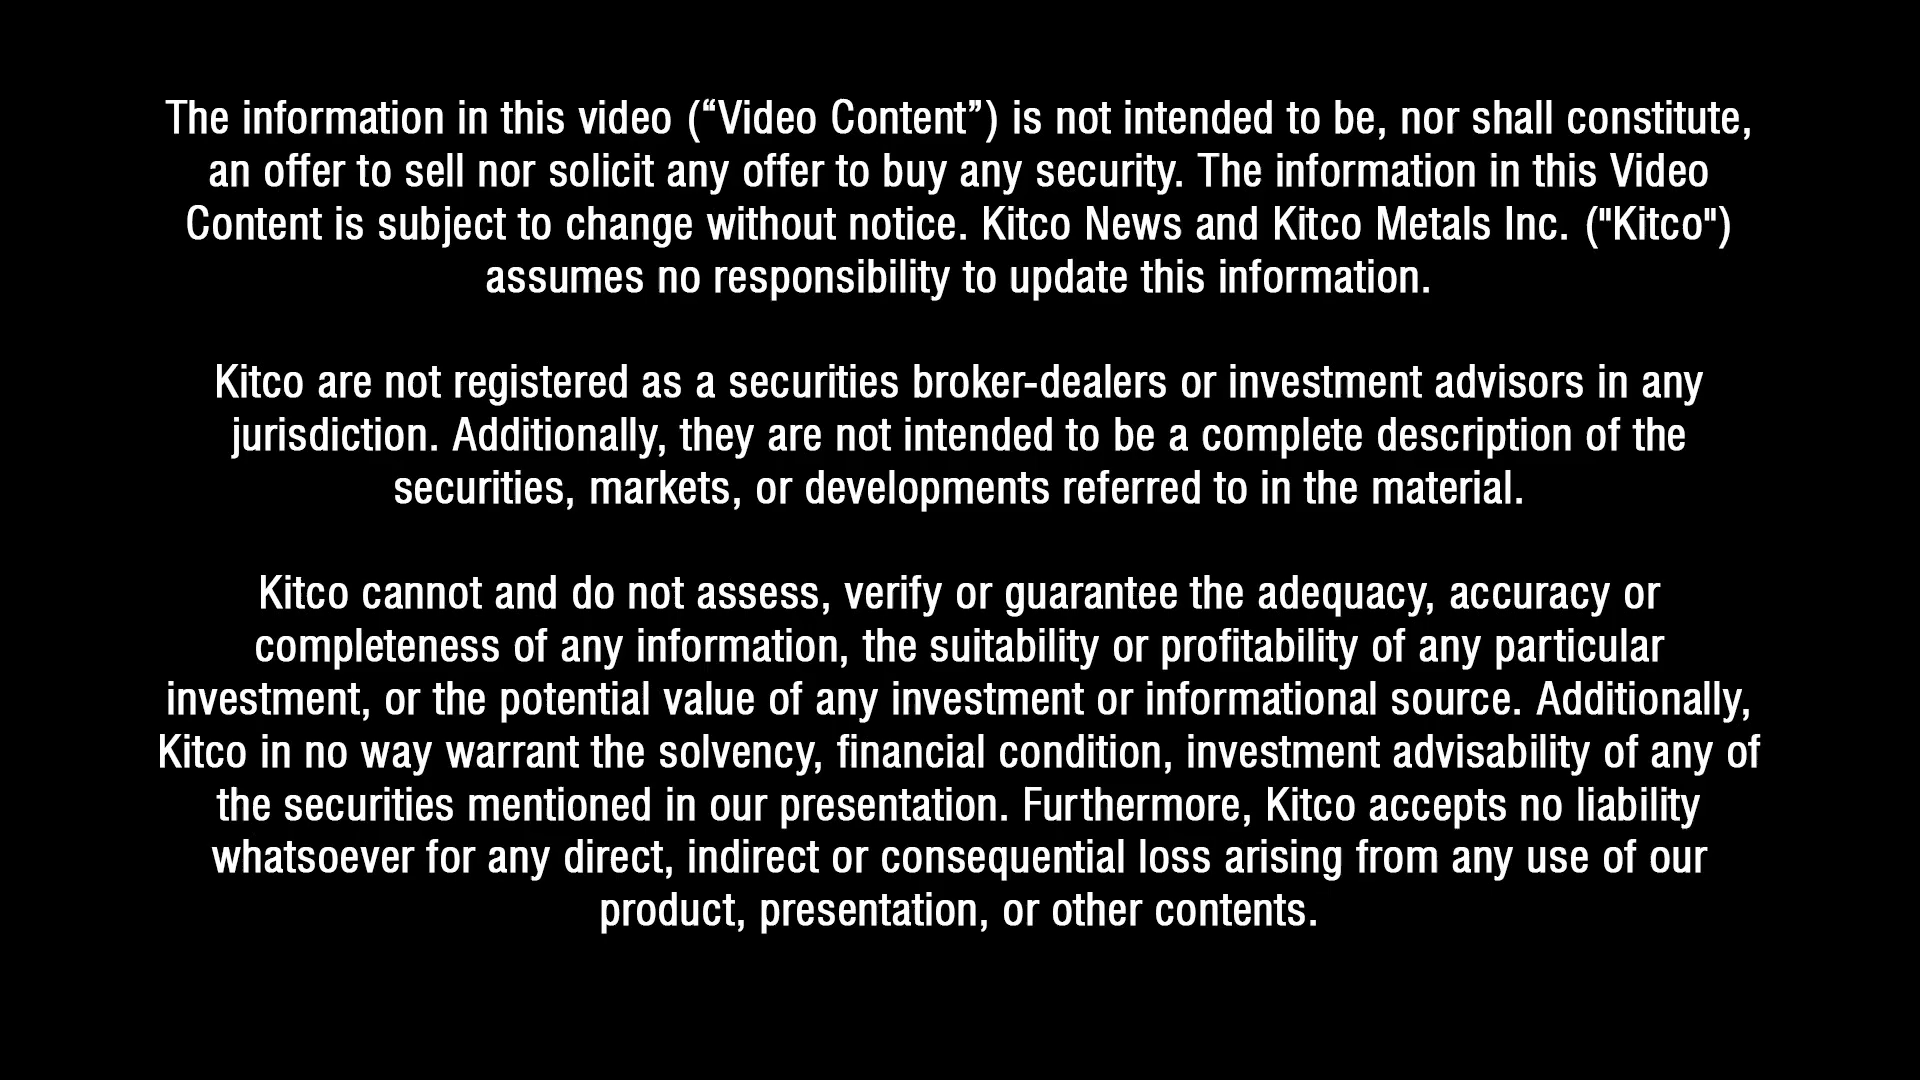 The information in this video (“Video Content”) is not intended to be, nor shall constitute,
an offer to sell nor solicit any offer to buy any security. The information in this Video
Content is subject to change without notice. Kitco News and Kitco Metals Inc. ("Kitco")
assumes no responsibility to update this information.
Kitco are not registered as a securities broker-dealers or investment advisors in any
jurisdiction. Additionally, they are not intended to be a complete description of the
securities, markets, or developments referred to in the material.
Kitco cannot and do not assess, verify or guarantee the adequacy, accuracy or
completeness of any information, the suitability or profitability of any particular
investment, or the potential value of any investment or informational source. Additionally,
Kitco in no way warrant the solvency, financial condition, investment advisability of any of
the securities mentioned in our presentation. Furthermore, Kitco accepts no liability
whatsoever for any direct, indirect or consequential loss arising from any use of our
product, presentation, or other contents.